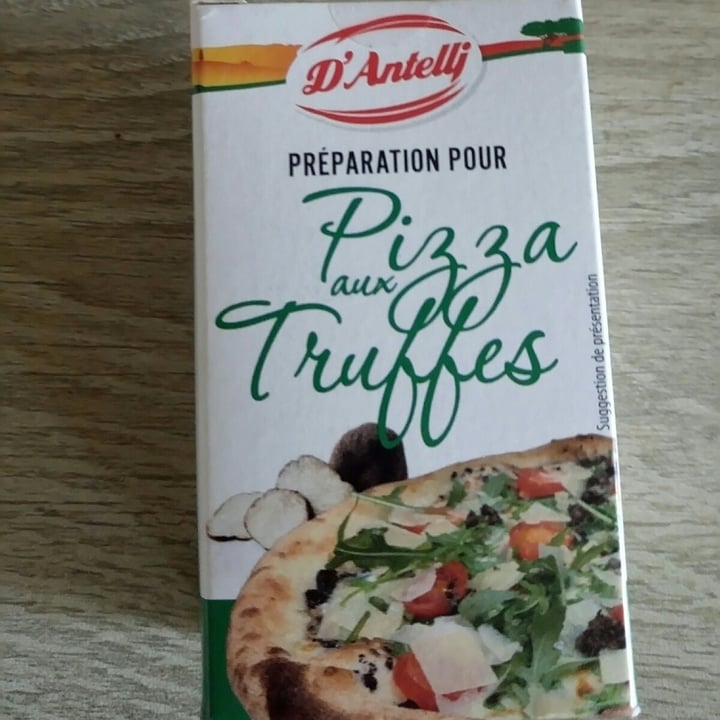 D'Antelli
PRÉPARATION POUR
Pizza
aux
Truffes
Suggestion de présentation